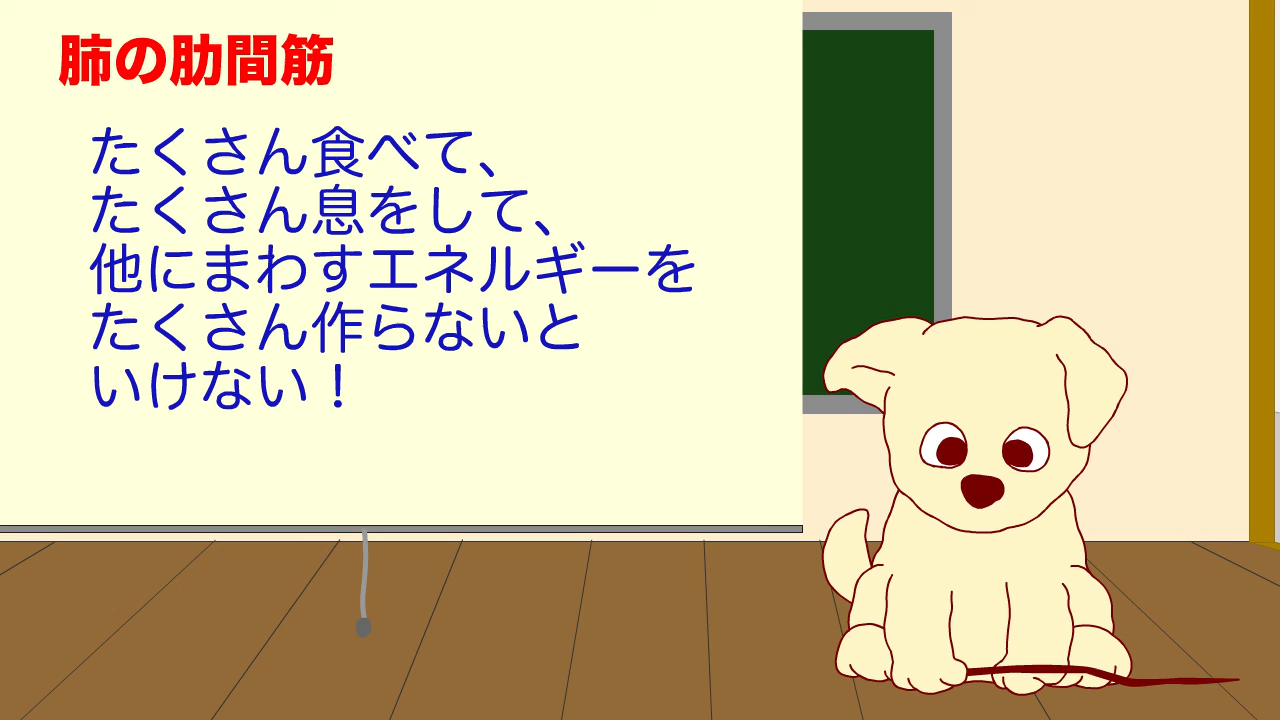 肺の肋間筋
たくさん食べて、
たくさん息をして、
他にまわすエネルギーを
たくさん作らないと
いけない！